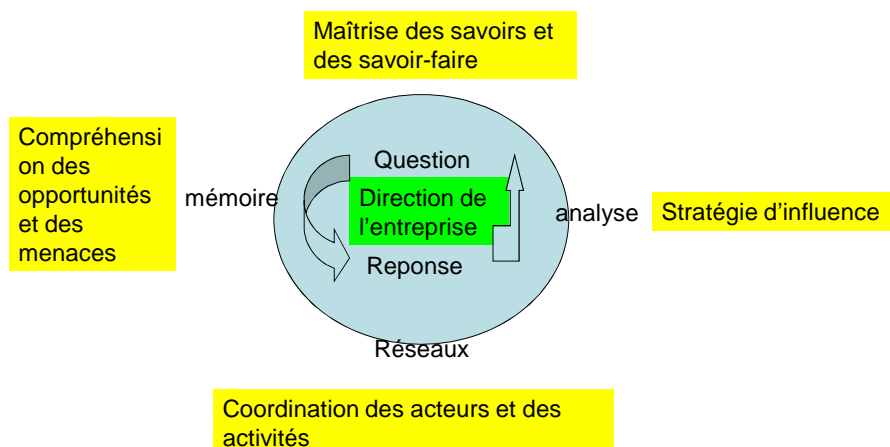 Maîtrise des savoirs et
des savoir-faire
Compréhensi
on des
opportunités
et des
menaces
mémoire
Question
Direction de
l'entreprise
Reponse
analyse
Stratégie d'influence
Réseaux
Coordination des acteurs et des
activités